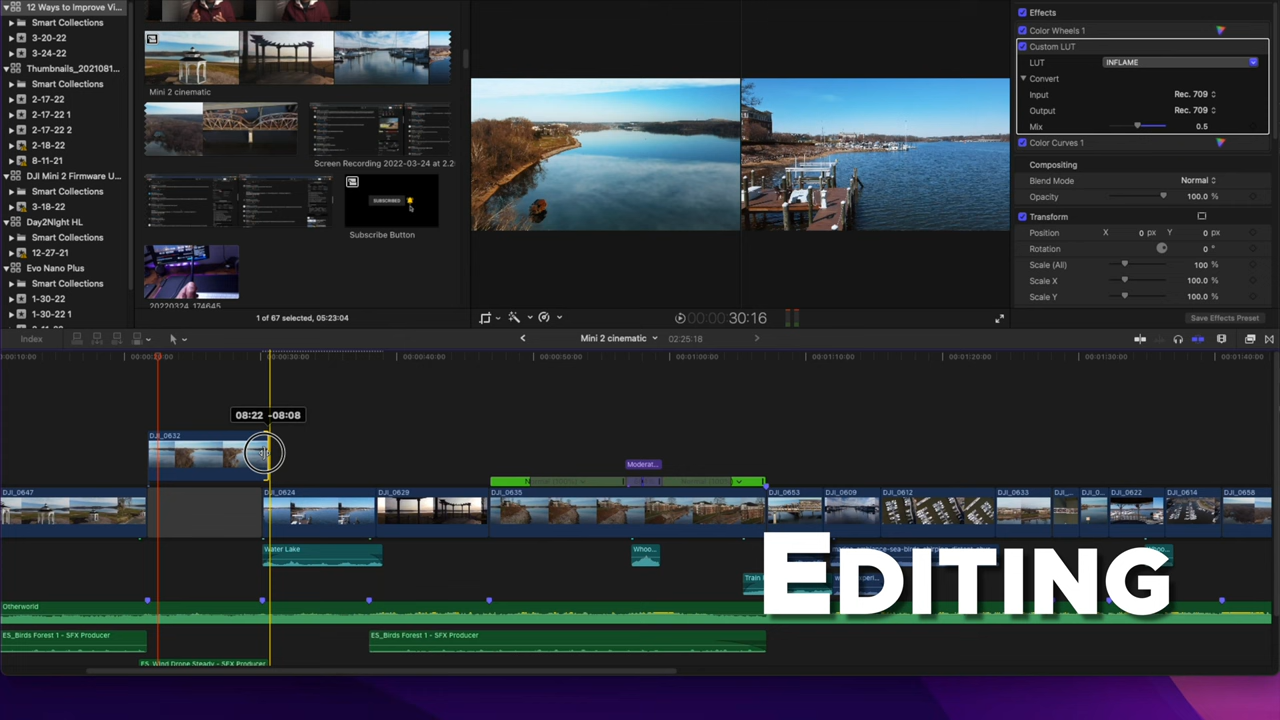 12 Ways to Improve Vi...
Smart Collections
3-20-22
3-24-22
Thumbnails_2021081...
Smart Collections
2-17-22
2-17-22 1
2-17-22 2
2-18-22
8-11-21
DJI Mini 2 Firmware U...
Smart Collections
3-18-22
Day2Night HL
Smart Collections
12-27-21
Evo Nano Plus
Smart Collections
1-30-22
1-30-22 1
Mini 2 cinematic
Screen Recording 2022-03-24 at 2.2
SUBSCRIBED
Subscribe Button
20220324_174645
1 of 67 selected, 05:23:04
00:00:30:16
Effects
Color Wheels 1
Custom LUT
LUT INFLAME
Convert
Input Rec. 709
Output Rec. 709
Mix 0.5
Color Curves 1
Compositing
Blend Mode Normal
Opacity 100.0 %
Transform
Position X 0 px Y 0 px
Rotation 0 °
Scale (All) 100 %
Scale X 100.0 %
Scale Y 100.0 %
Save Effects Preset
Index
Mini 2 cinematic 02:25:18
00:00:30:00 00:00:40:00 00:00:50:00 00:01:00:00 00:01:10:00 00:01:20:00 00:01:30:00 00:01:40:00
08:22 -08:08
DJI_0632
Moderat...
DJI_0647 DJI_0624 DJI_0629 DJI_0635 DJI_0653 DJI_0609 DJI_0612 DJI_0633 DJI_... DJI_0... DJI_0622 DJI_0614 DJI_0658
Water Lake Whoo...
EDITING
Otherworld
ES_Birds Forest 1 - SFX Producer ES_Birds Forest 1 - SFX Producer
ES_Wind Drone Steady - SFX Producer